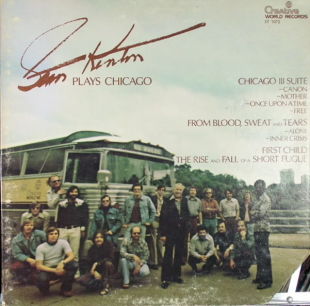 Stan Kenton
PLAYS CHICAGO
Creative
WORLD RECORDS
ST 1072
CHICAGO III SUITE
—CANON
—MOTHER
—ONCE UPON A TIME
—FREE
FROM BLOOD, SWEAT AND TEARS
—ALONE
—INNER CRISIS
FIRST CHILD
THE RISE AND FALL OF A SHORT FUGUE